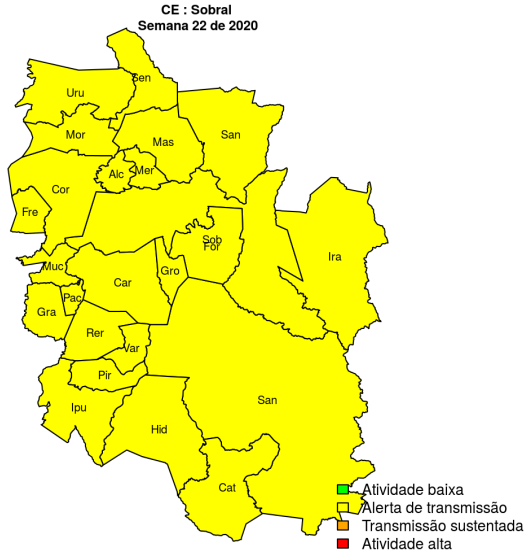 CE : Sobral
Semana 22 de 2020
Sen
Uru
Mor
Mas
San
Alc
Mer
Cor
Fre
Sob
For
Ira
Muc
Gro
Car
Pac
Gra
Rer
Var
Pir
San
Ipu
Hid
Cat
Atividade baixa
Alerta de transmissão
Transmissão sustentada
Atividade alta